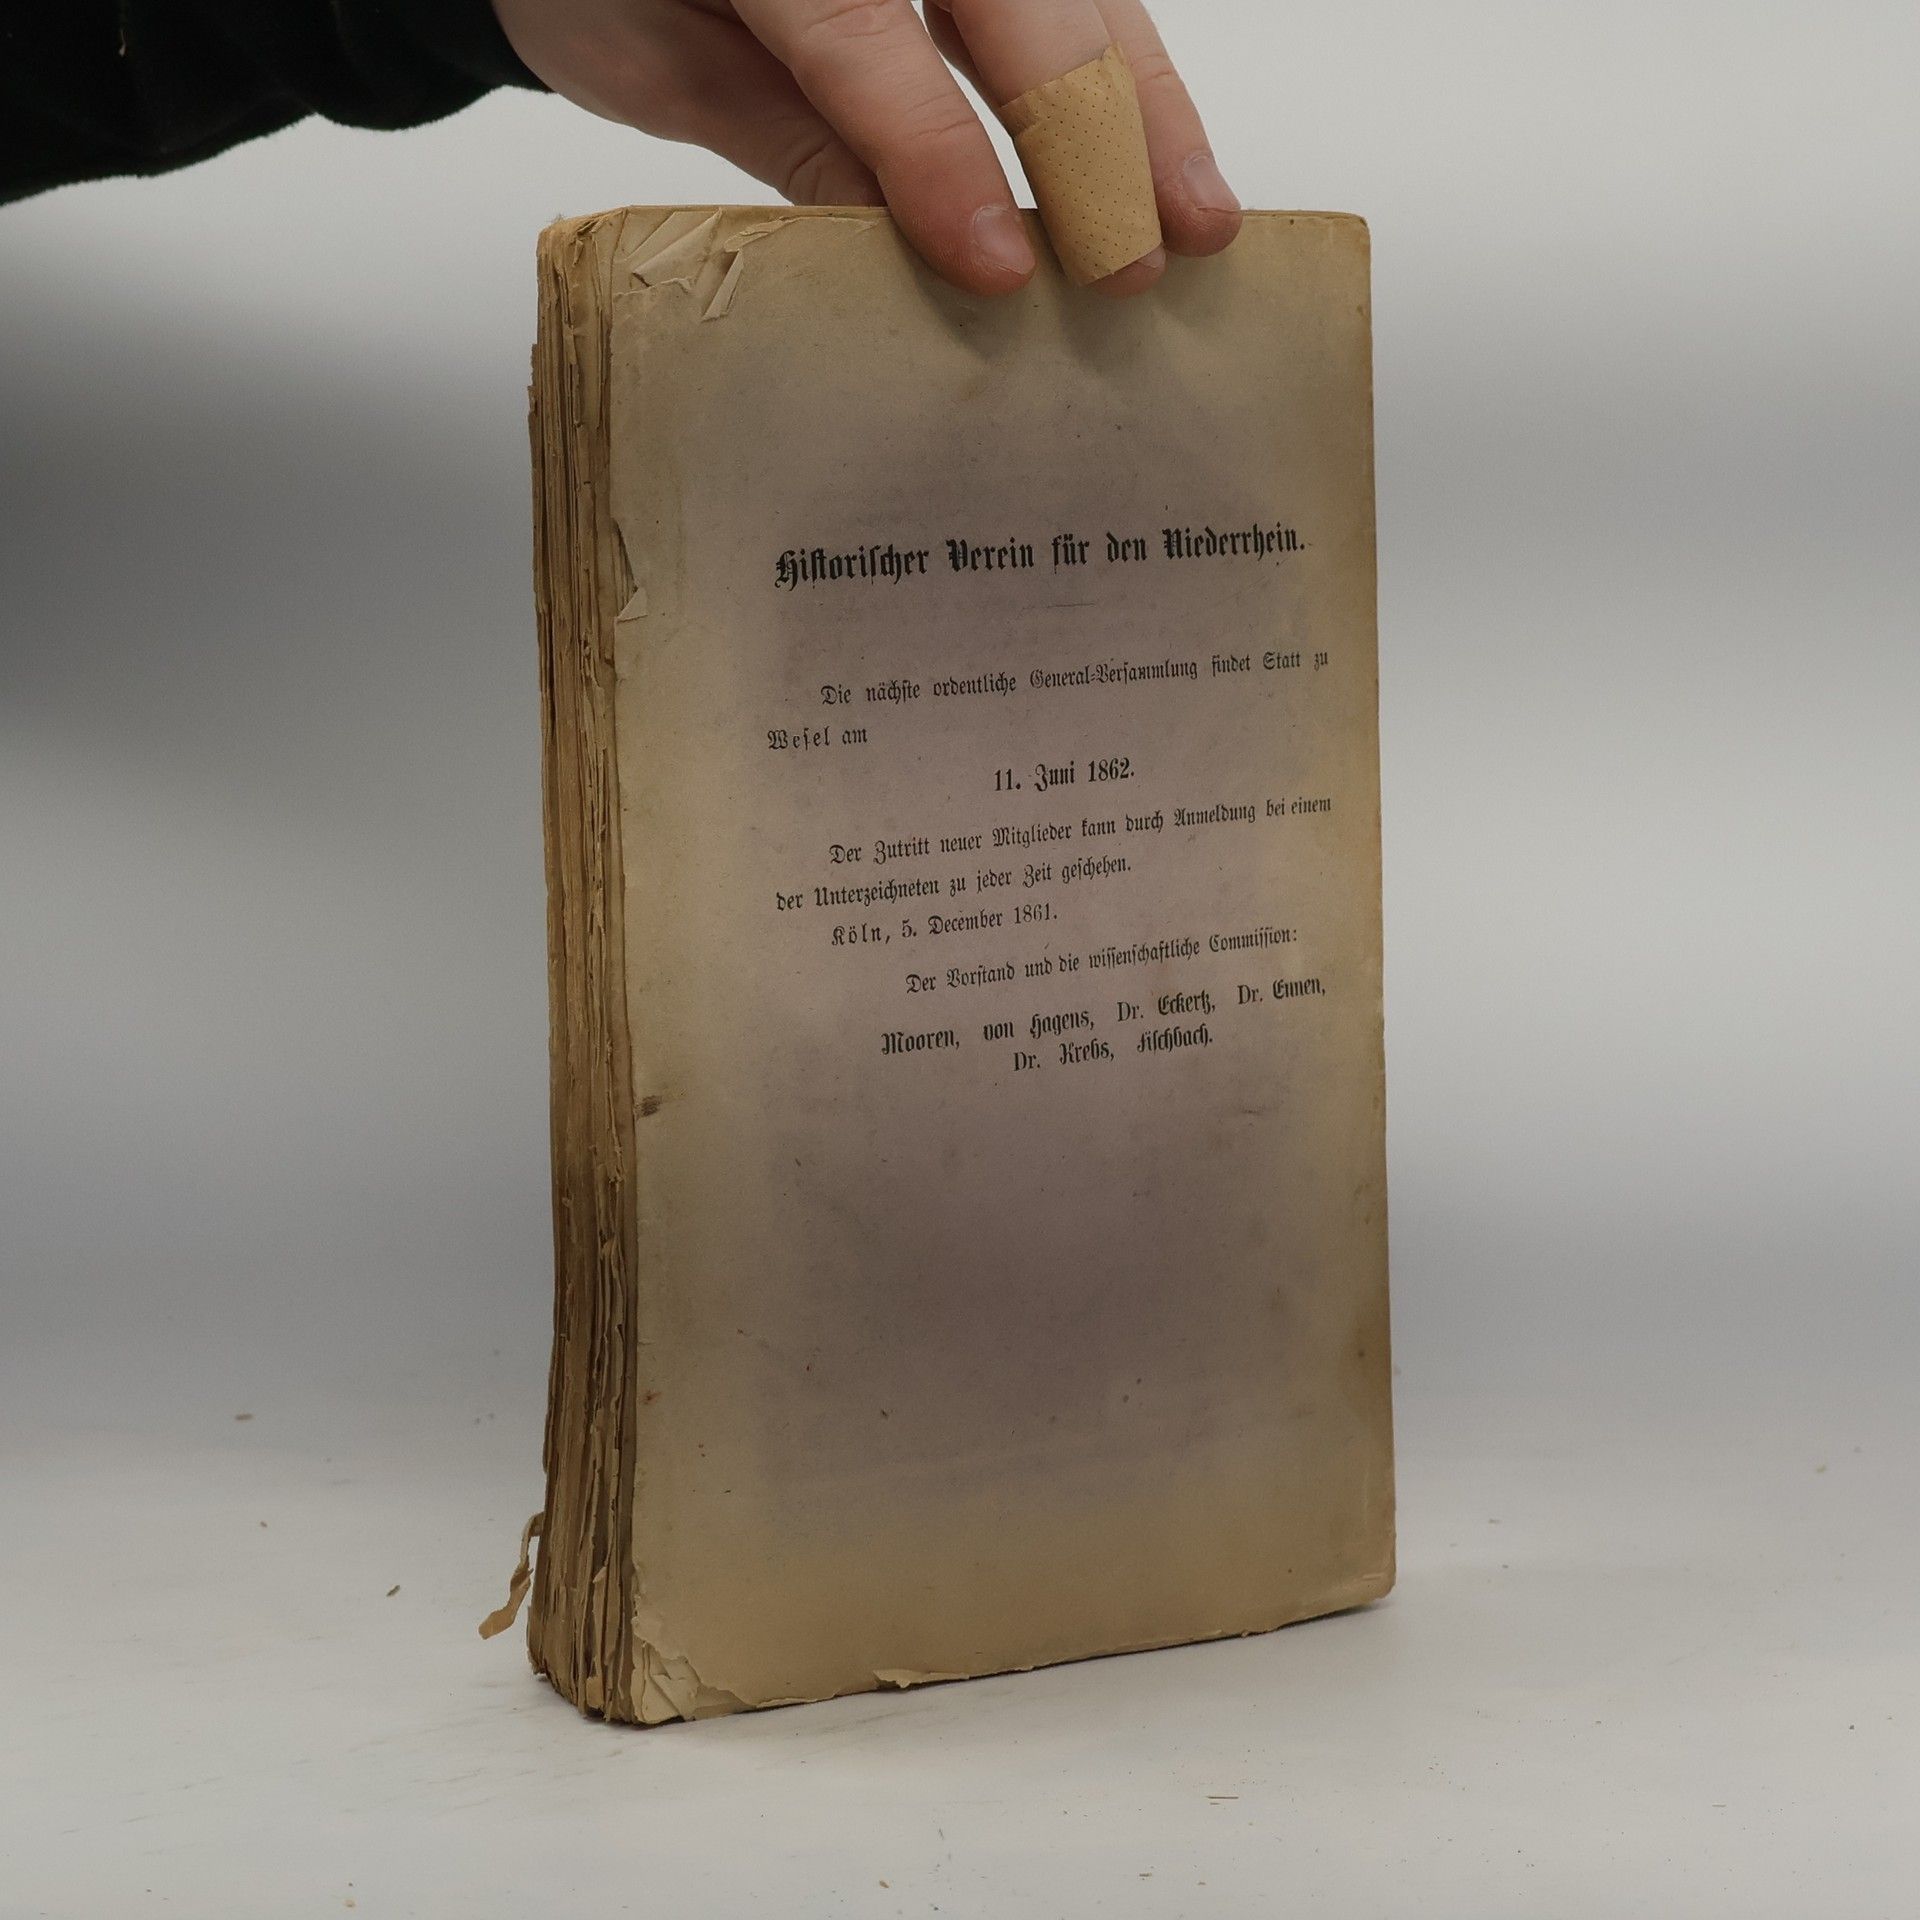 Historischer Verein für den Niederrhein.
Die nächste ordentliche General-Versammlung findet Statt zu
Wesel am
11. Juni 1862.
Der Zutritt neuer Mitglieder kann durch Anmeldung bei einem
der Unterzeichneten zu jeder Zeit geschehen.
Köln, 5. December 1861.
Der Vorstand und die wissenschaftliche Commission:
Mooren, von Hagens, Dr. Eckertz, Dr. Ennen,
Dr. Krebs, Fischbach.